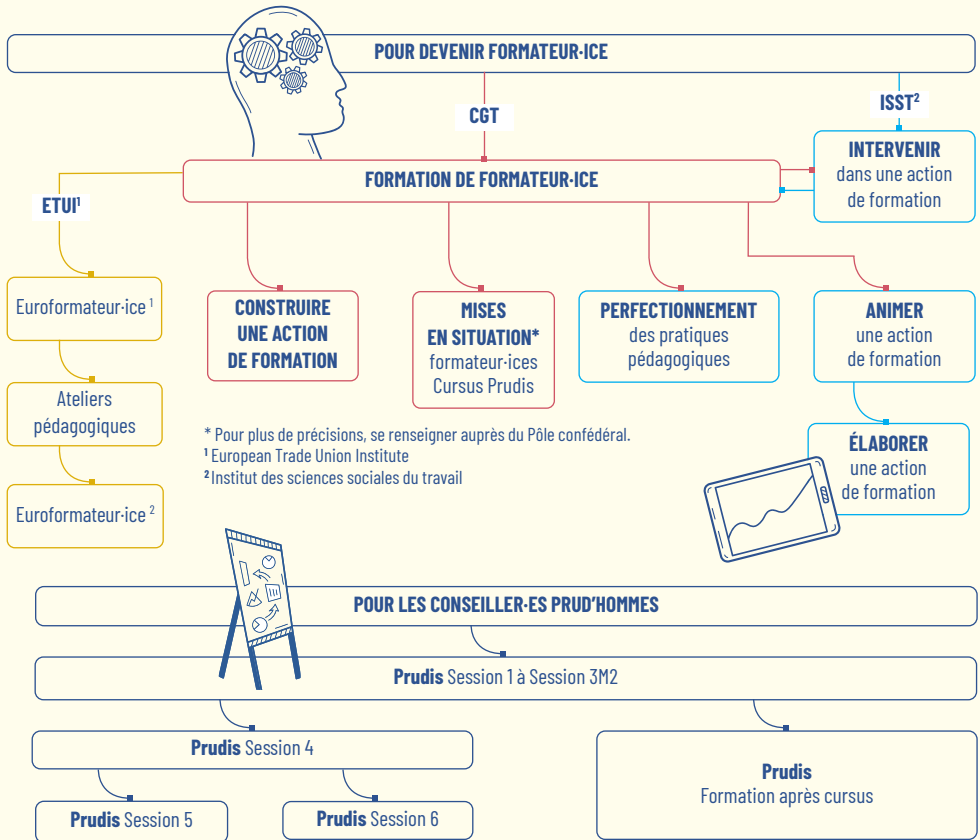 POUR DEVENIR FORMATEUR·ICE
CGT
ISST²
INTERVENIR
dans une action
de formation
FORMATION DE FORMATEUR·ICE
ETUI¹
Euroformateur·ice ¹
Ateliers
pédagogiques
Euroformateur·ice ²
CONSTRUIRE
UNE ACTION
DE FORMATION
MISES
EN SITUATION*
formateur·ices
Cursus Prudis
PERFECTIONNEMENT
des pratiques
pédagogiques
ANIMER
une action
de formation
ÉLABORER
une action
de formation
* Pour plus de précisions, se renseigner auprès du Pôle confédéral.
¹ European Trade Union Institute
² Institut des sciences sociales du travail
POUR LES CONSEILLER·ES PRUD'HOMMES
Prudis Session 1 à Session 3M2
Prudis Session 4
Prudis Session 5
Prudis Session 6
Prudis
Formation après cursus